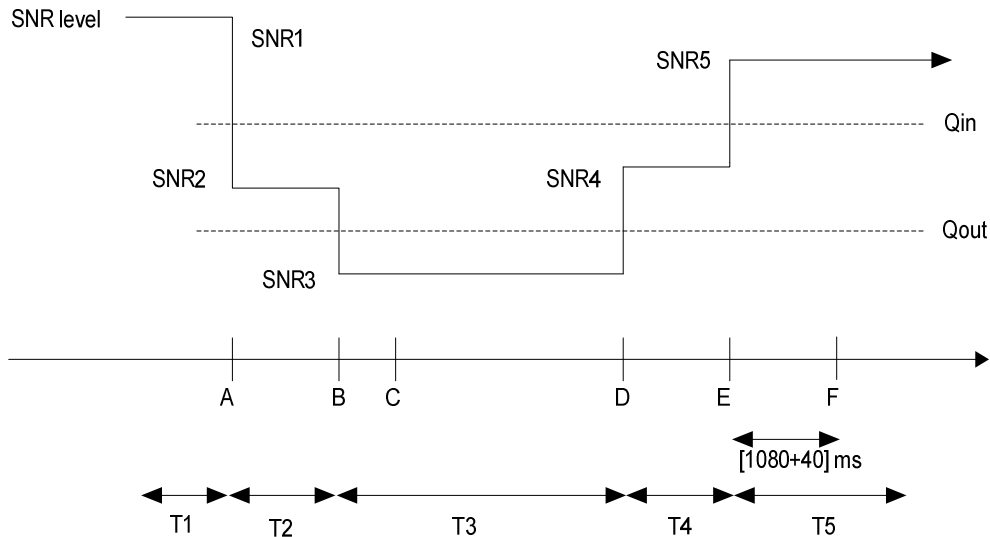 SNR level
SNR1
SNR5
Qin
SNR2
SNR4
Qout
SNR3
A
B
C
D
E
F
[1080+40] ms
T1
T2
T3
T4
T5